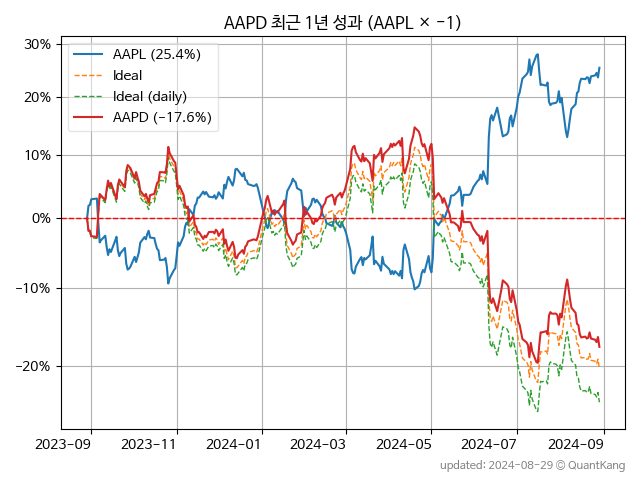 AAPD 최근 1년 성과 (AAPL × −1)
30%
20%
10%
0%
−10%
−20%
AAPL (25.4%)
Ideal
Ideal (daily)
AAPD (−17.6%)
2023−09 2023−11 2024−01 2024−03 2024−05 2024−07 2024−09
updated: 2024−08−29 © QuantKang